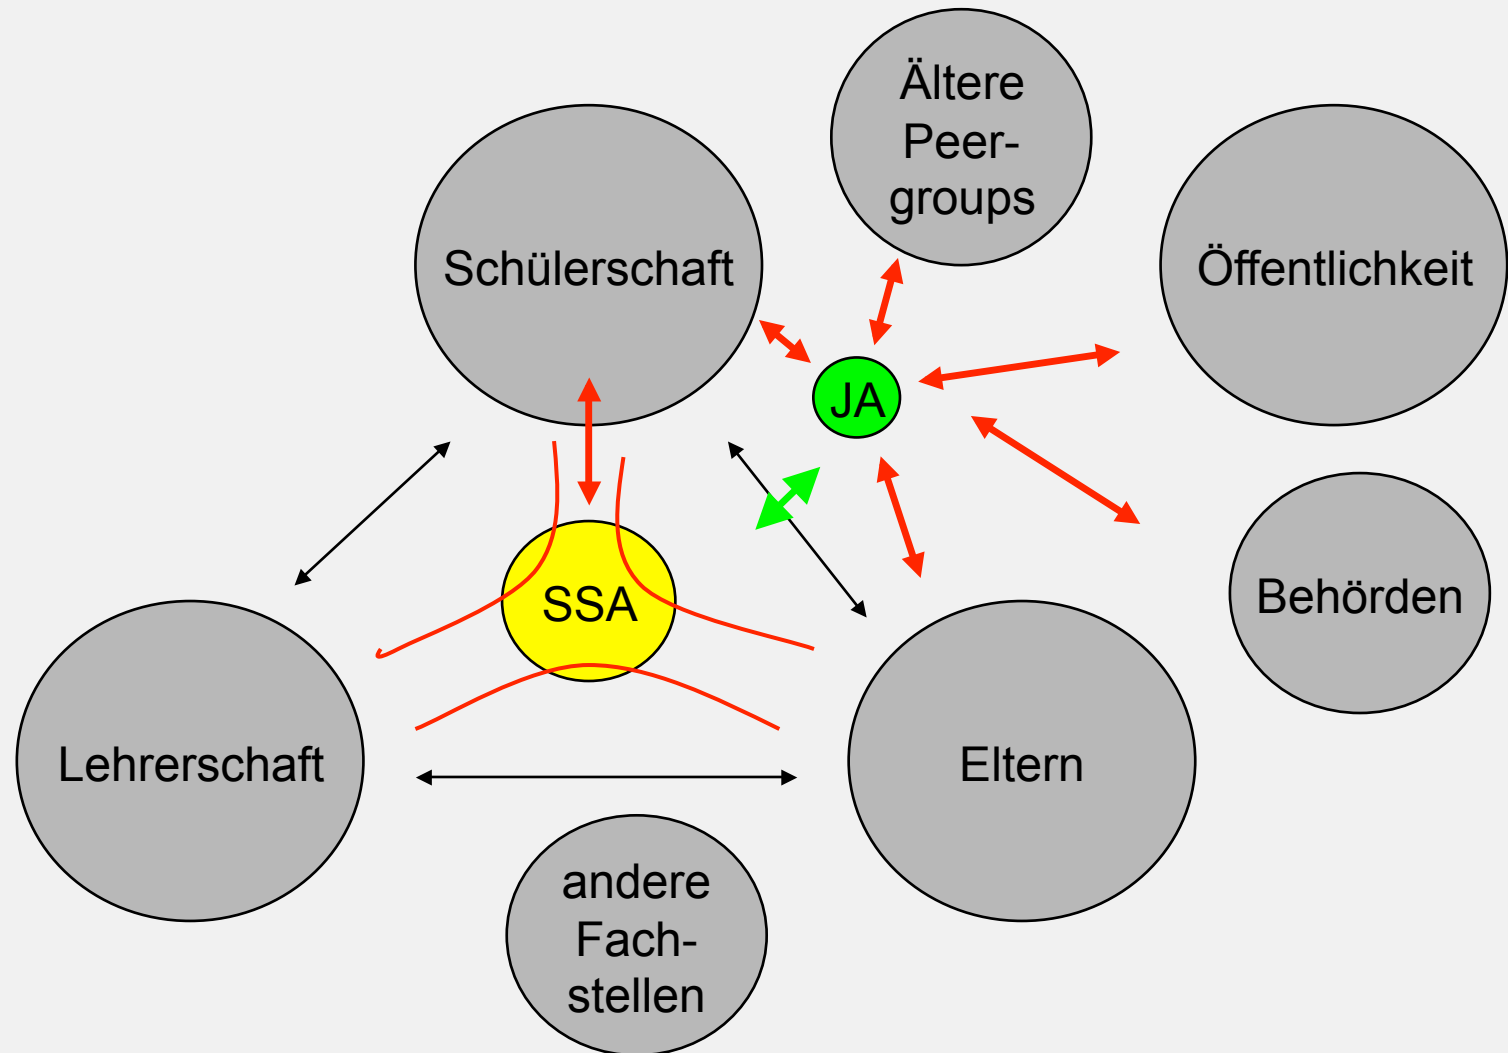 Ältere
Peer-
groups
Schülerschaft
Öffentlichkeit
JA
SSA
Behörden
Lehrerschaft
Eltern
andere
Fach-
stellen